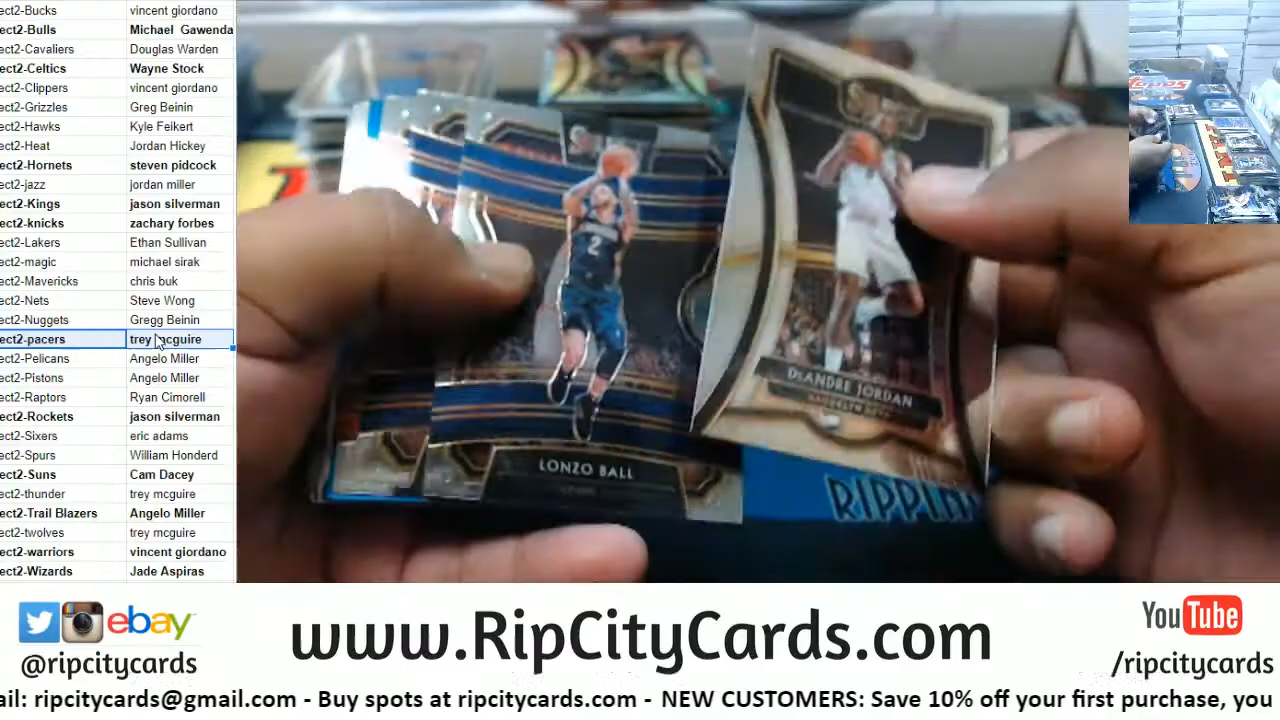 ect2-Bucks vincent giordano
ect2-Bulls Michael Gawenda
ect2-Cavaliers Douglas Warden
ect2-Celtics Wayne Stock
ect2-Clippers vincent giordano
ect2-Grizzles Greg Beinin
ect2-Hawks Kyle Feikert
ect2-Heat Jordan Hickey
ect2-Hornets steven pidcock
ect2-jazz jordan miller
ect2-Kings jason silverman
ect2-knicks zachary forbes
ect2-Lakers Ethan Sullivan
ect2-magic michael sirak
ect2-Mavericks chris buk
ect2-Nets Steve Wong
ect2-Nuggets Gregg Beinin
ect2-pacers trey mcguire
ect2-Pelicans Angelo Miller
ect2-Pistons Angelo Miller
ect2-Raptors Ryan Cimorell
ect2-Rockets jason silverman
ect2-Sixers eric adams
ect2-Spurs William Honderd
ect2-Suns Cam Dacey
ect2-thunder trey mcguire
ect2-Trail Blazers Angelo Miller
ect2-twolves trey mcguire
ect2-warriors vincent giordano
ect2-Wizards Jade Aspiras
SELECT
2
LONZO BALL
DEANDRE JORDAN
BROOKLYN NETS
RIPPIN
topps
ebay
@ripcitycards
www.RipCityCards.com
YouTube
/ripcitycards
ail: ripcitycards@gmail.com - Buy spots at ripcitycards.com - NEW CUSTOMERS: Save 10% off your first purchase, you